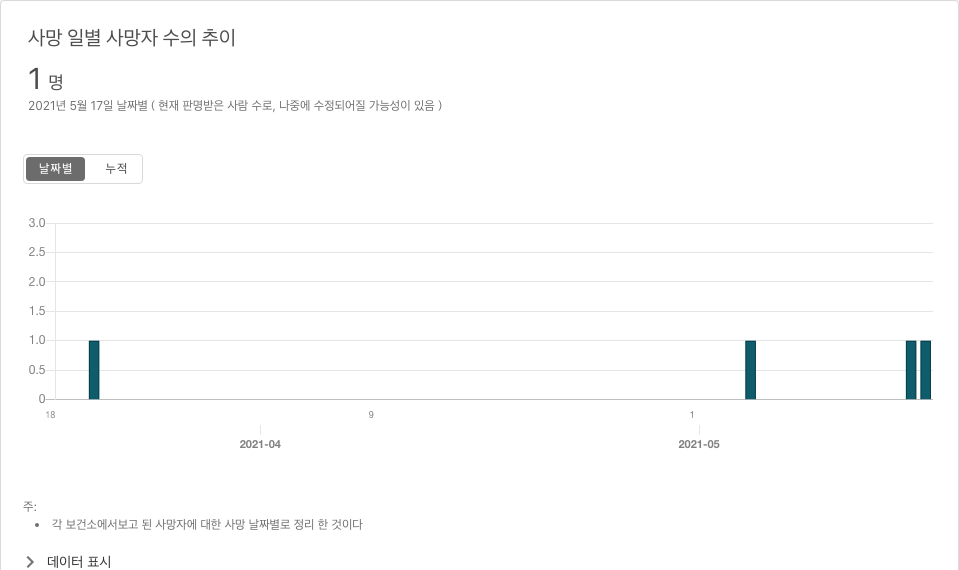 사망 일별 사망자 수의 추이
1 명
2021년 5월 17일 날짜별 ( 현재 판명받은 사람 수로, 나중에 수정되어질 가능성이 있음 )
날짜별 누적
3.0
2.5
2.0
1.5
1.0
0.5
0
18 9 1
2021-04 2021-05
주:
• 각 보건소에서보고 된 사망자에 대한 사망 날짜별로 정리 한 것이다
데이터 표시